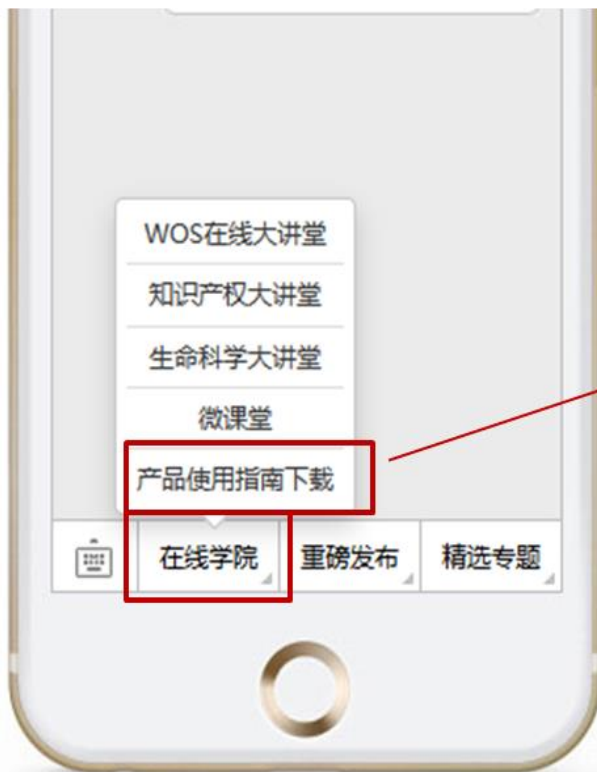 WOS在线大讲堂
知识产权大讲堂
生命科学大讲堂
微课堂
产品使用指南下载
在线学院 重磅发布 精选专题